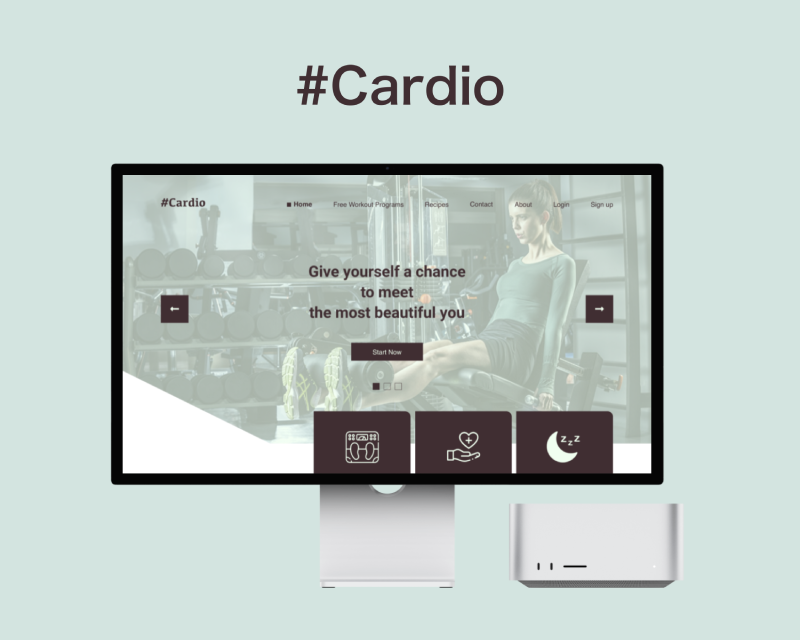 #Cardio
#Cardio
Home
Free Workout Programs
Recipes
Contact
About
Login
Sign up
Give yourself a chance
to meet
the most beautiful you
Start Now
z z z